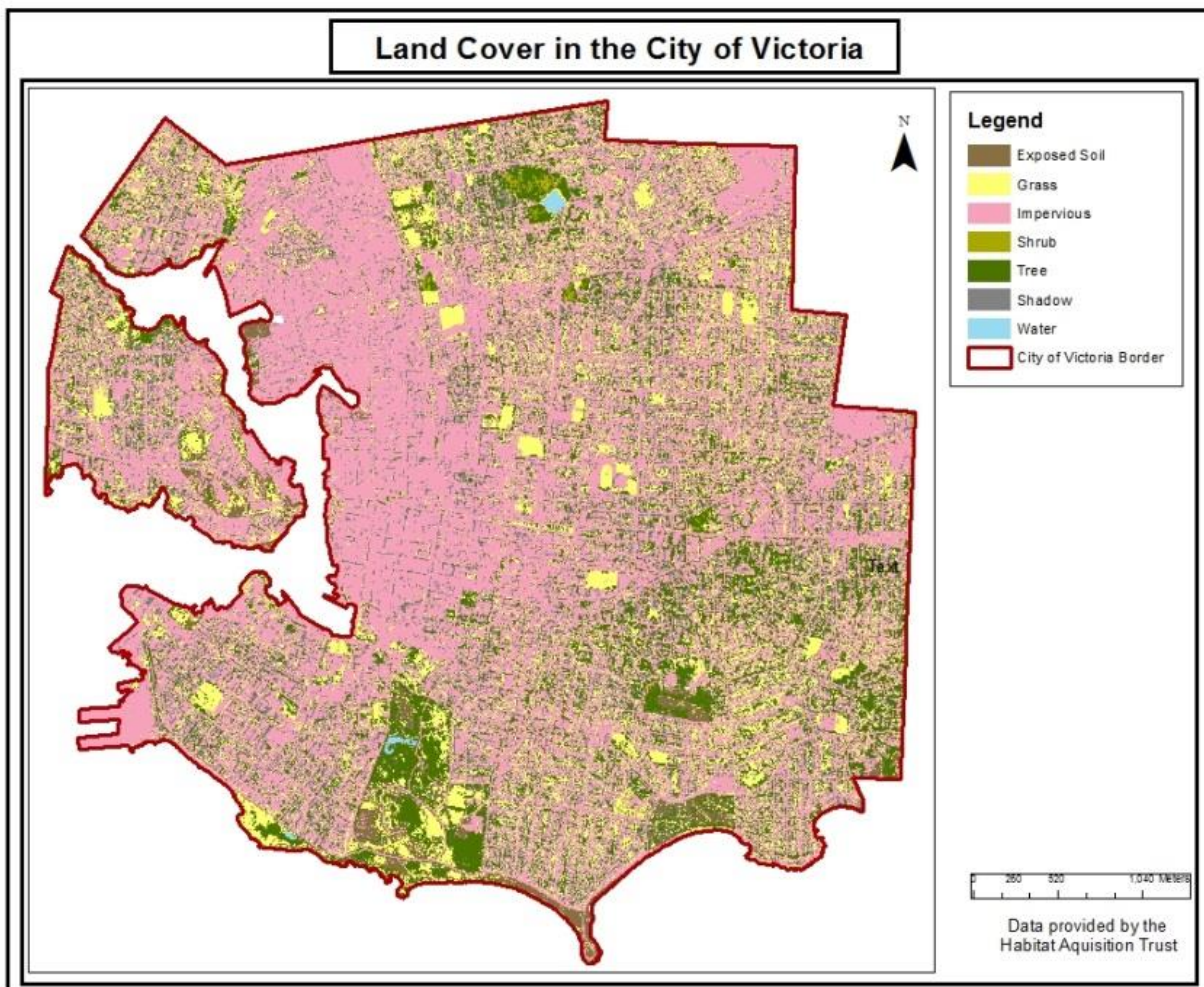 Land Cover in the City of Victoria
N
Legend
Exposed Soil
Grass
Impervious
Shrub
Tree
Shadow
Water
City of Victoria Border
Text
0 260 520 1,040 Meters
Data provided by the
Habitat Aquisition Trust